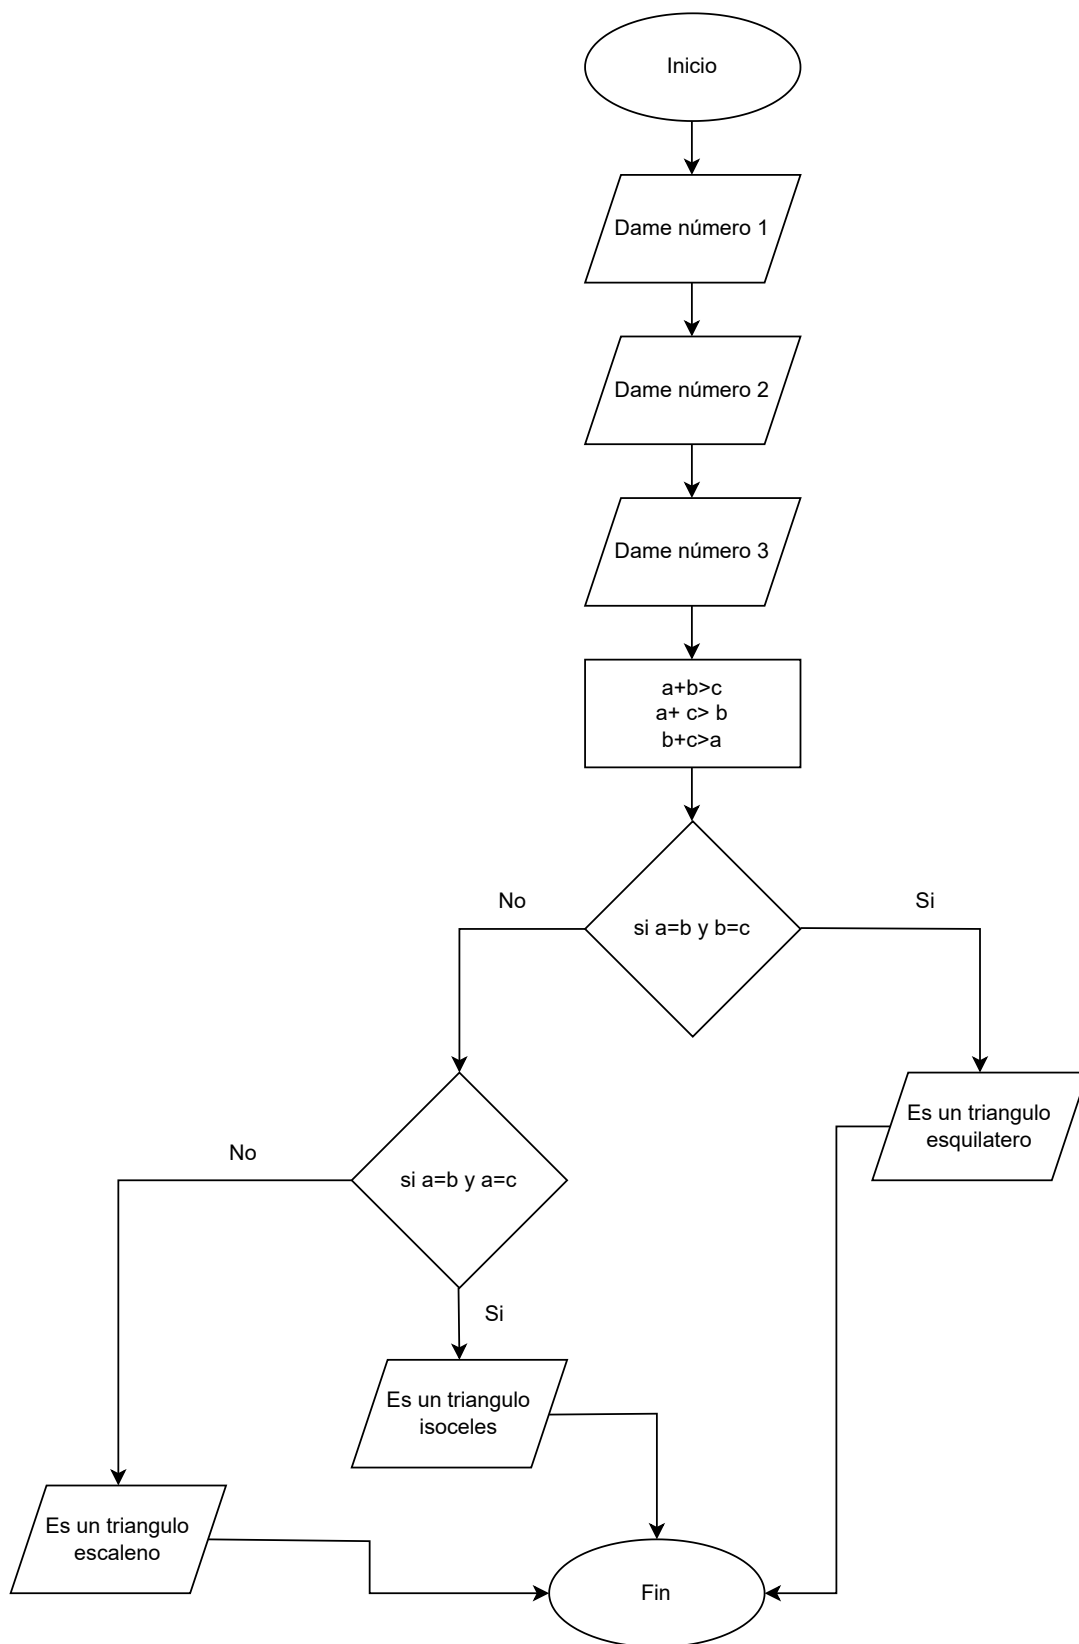 Inicio
Dame número 1
Dame número 2
Dame número 3
a+b>c
a+ c> b
b+c>a
No
Si
si a=b y b=c
Es un triangulo
esquilatero
No
si a=b y a=c
Si
Es un triangulo
isoceles
Es un triangulo
escaleno
Fin